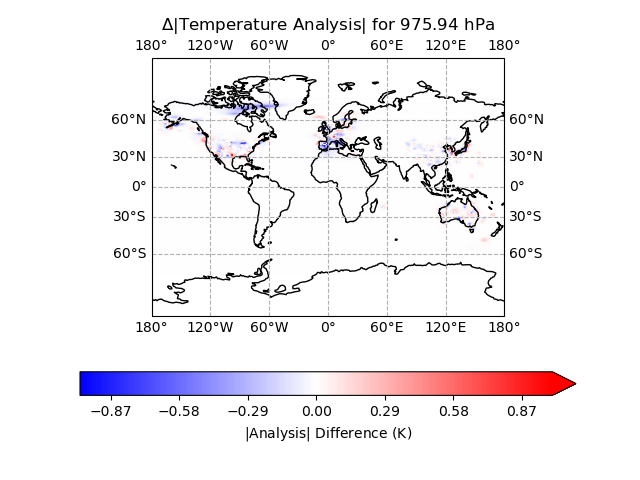 Δ|Temperature Analysis| for 975.94 hPa
180° 120°W 60°W 0° 60°E 120°E 180°
60°N 60°N
30°N 30°N
0° 0°
30°S 30°S
60°S 60°S
180° 120°W 60°W 0° 60°E 120°E 180°
−0.87 −0.58 −0.29 0.00 0.29 0.58 0.87
|Analysis| Difference (K)